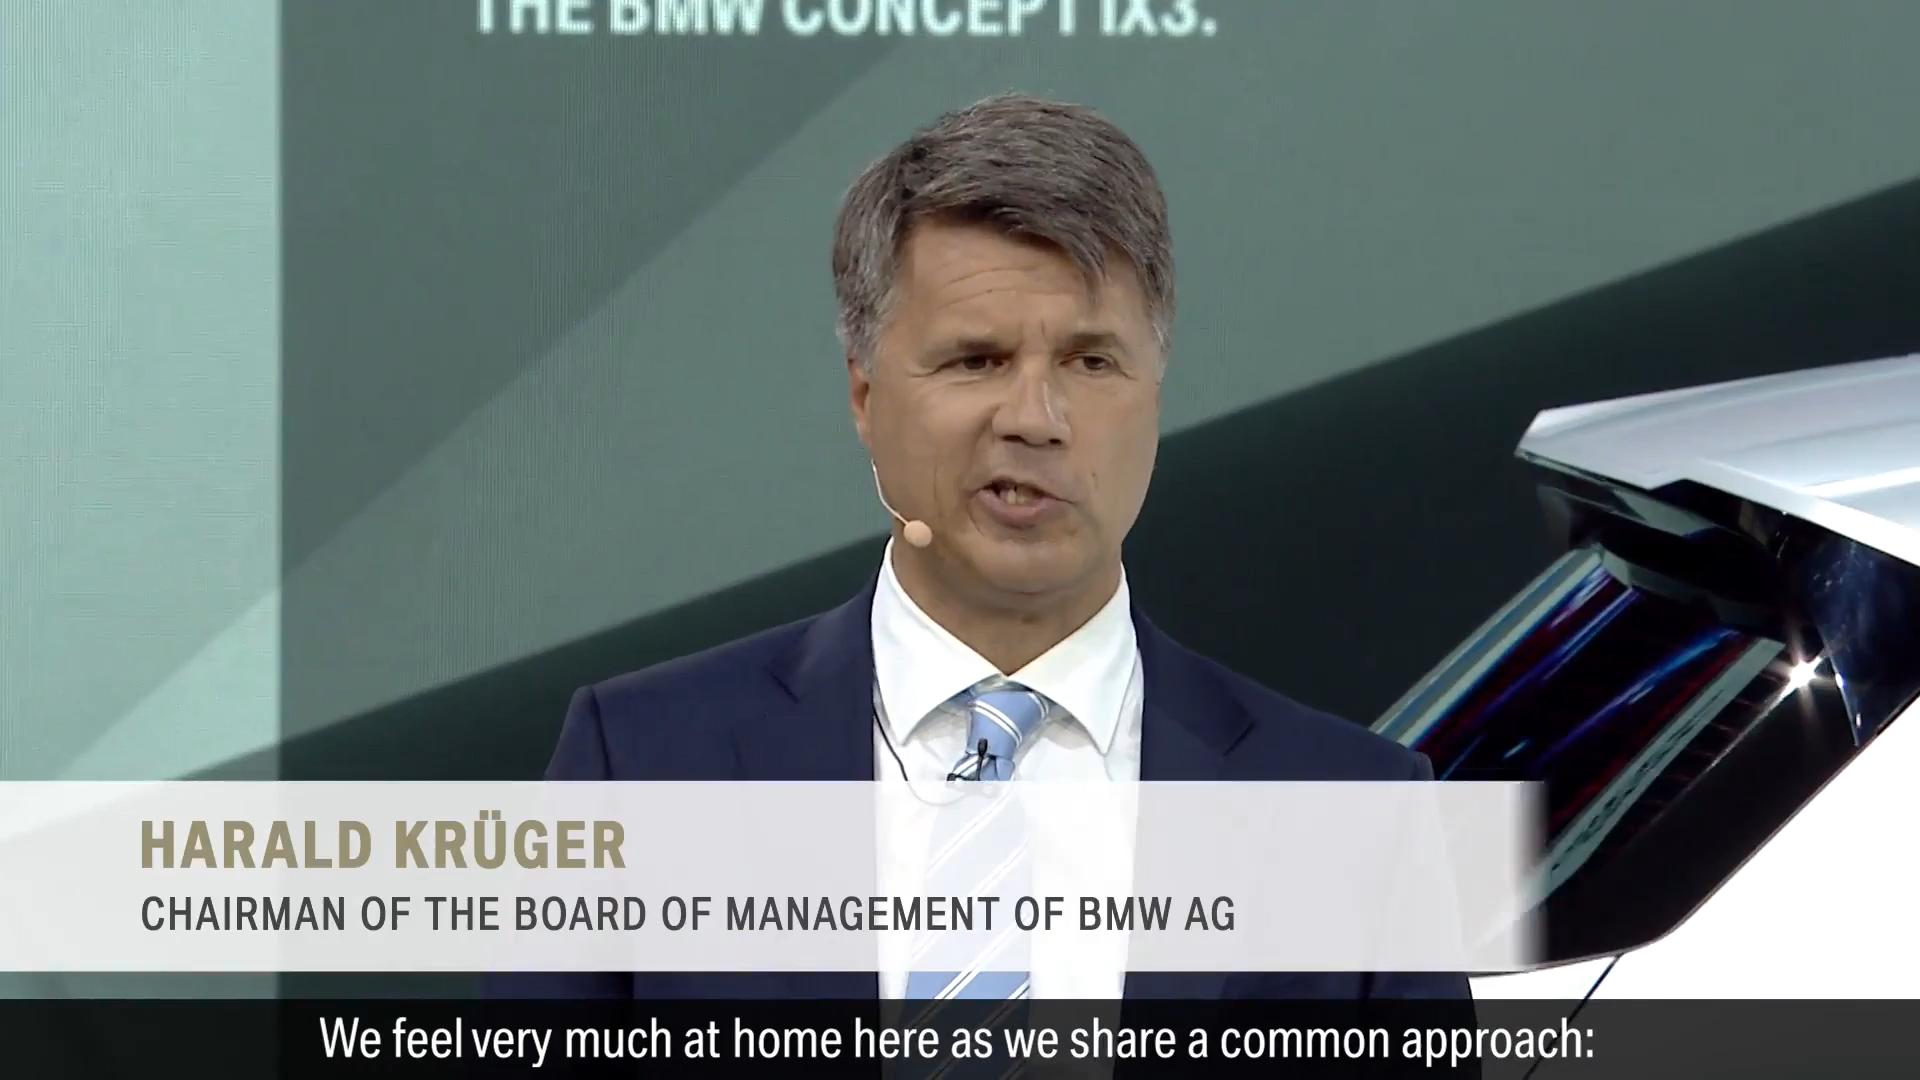 THE BMW CONCEPT iX3.
HARALD KRÜGER
CHAIRMAN OF THE BOARD OF MANAGEMENT OF BMW AG
We feel very much at home here as we share a common approach: